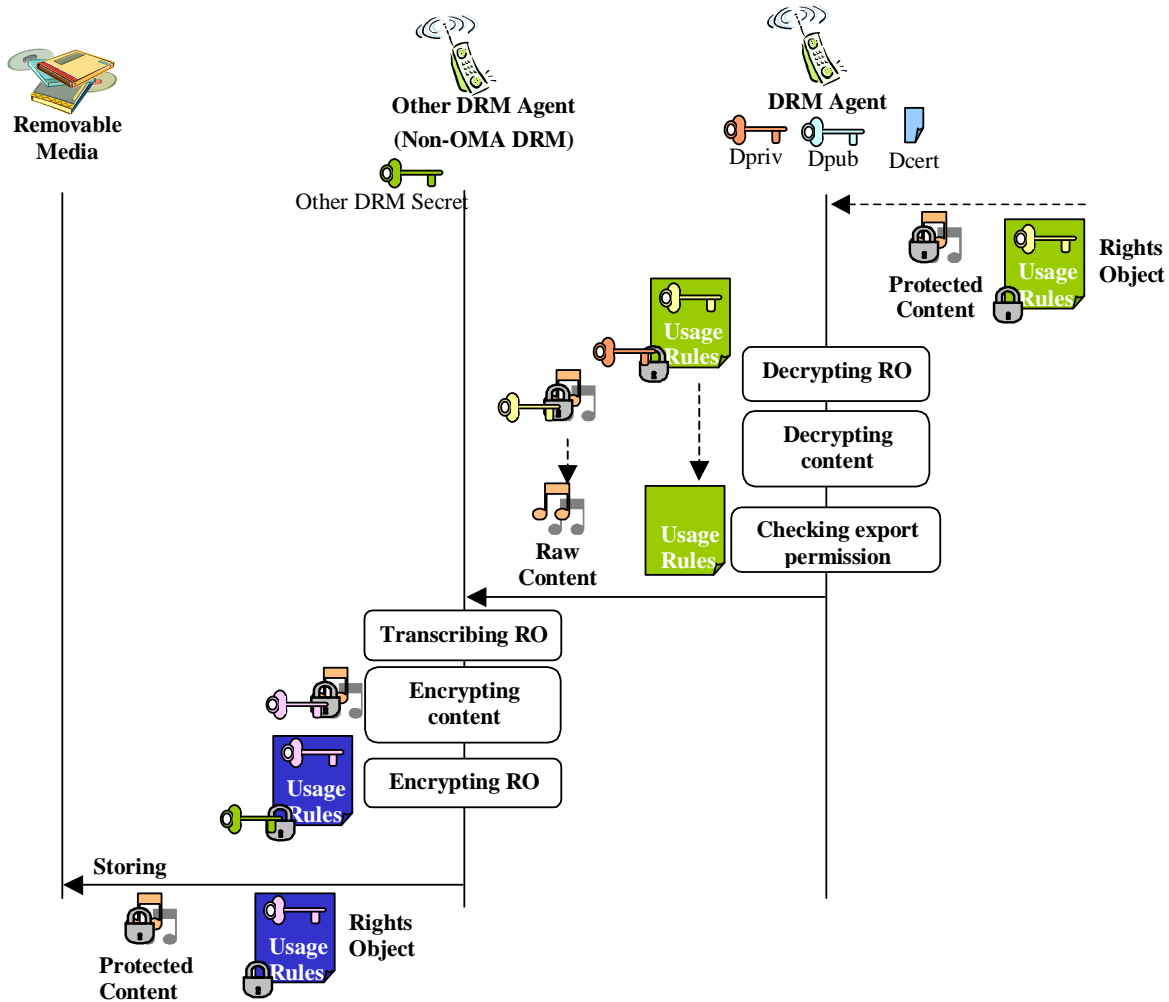 Removable
Media
Other DRM Agent
(Non-OMA DRM)
Other DRM Secret
DRM Agent
Dpriv
Dpub
Dcert
Protected
Content
Usage
Rules
Rights
Object
Usage
Rules
Decrypting RO
Decrypting
content
Raw
Content
Usage
Rules
Checking export
permission
Transcribing RO
Encrypting
content
Usage
Rules
Encrypting RO
Storing
Protected
Content
Usage
Rules
Rights
Object